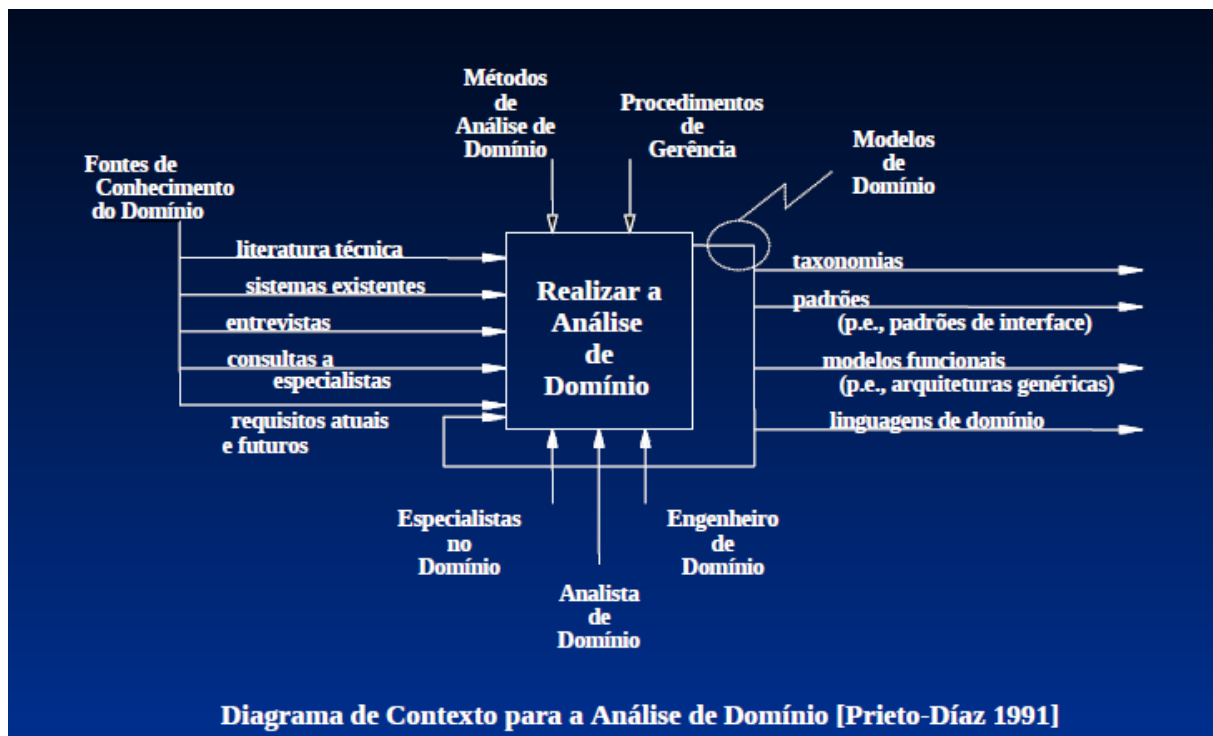 Métodos
de
Análise de
Domínio
Procedimentos
de
Gerência
Modelos
de
Domínio
Fontes de
Conhecimento
do Domínio
literatura técnica
sistemas existentes
entrevistas
consultas a
especialistas
requisitos atuais
e futuros
Realizar a
Análise
de
Domínio
taxonomias
padrões
(p.e., padrões de interface)
modelos funcionais
(p.e., arquiteturas genéricas)
linguagens de domínio
Especialistas
no
Domínio
Analista
de
Domínio
Engenheiro
de
Domínio
Diagrama de Contexto para a Análise de Domínio [Prieto-Díaz 1991]